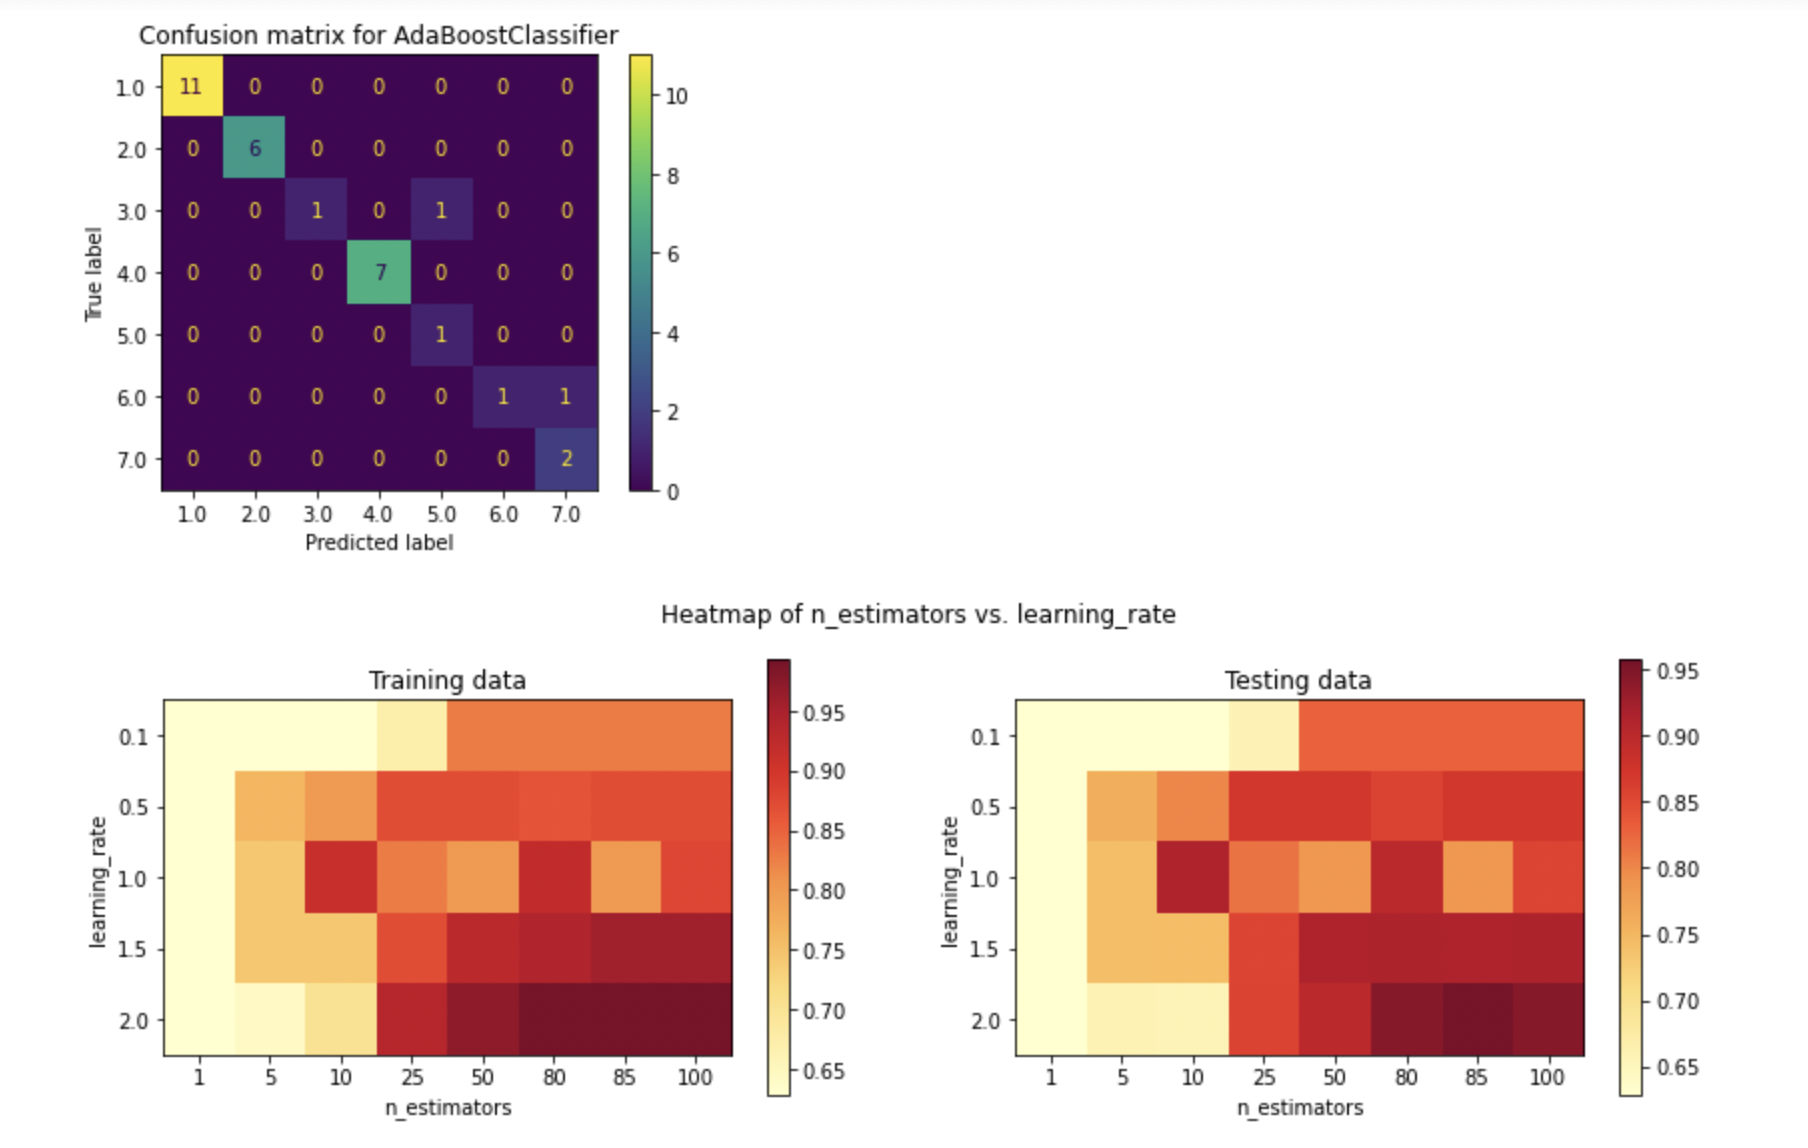 Confusion matrix for AdaBoostClassifier
1.0 11 0 0 0 0 0 0
2.0 0 6 0 0 0 0 0
3.0 0 0 1 0 1 0 0
4.0 0 0 0 7 0 0 0
5.0 0 0 0 0 1 0 0
6.0 0 0 0 0 0 1 1
7.0 0 0 0 0 0 0 2
True label
1.0 2.0 3.0 4.0 5.0 6.0 7.0
Predicted label
10
8
6
4
2
0
Heatmap of n_estimators vs. learning_rate
Training data
0.1
0.5
1.0
1.5
2.0
learning_rate
1 5 10 25 50 80 85 100
n_estimators
0.95
0.90
0.85
0.80
0.75
0.70
0.65
Testing data
0.1
0.5
1.0
1.5
2.0
learning_rate
1 5 10 25 50 80 85 100
n_estimators
0.95
0.90
0.85
0.80
0.75
0.70
0.65